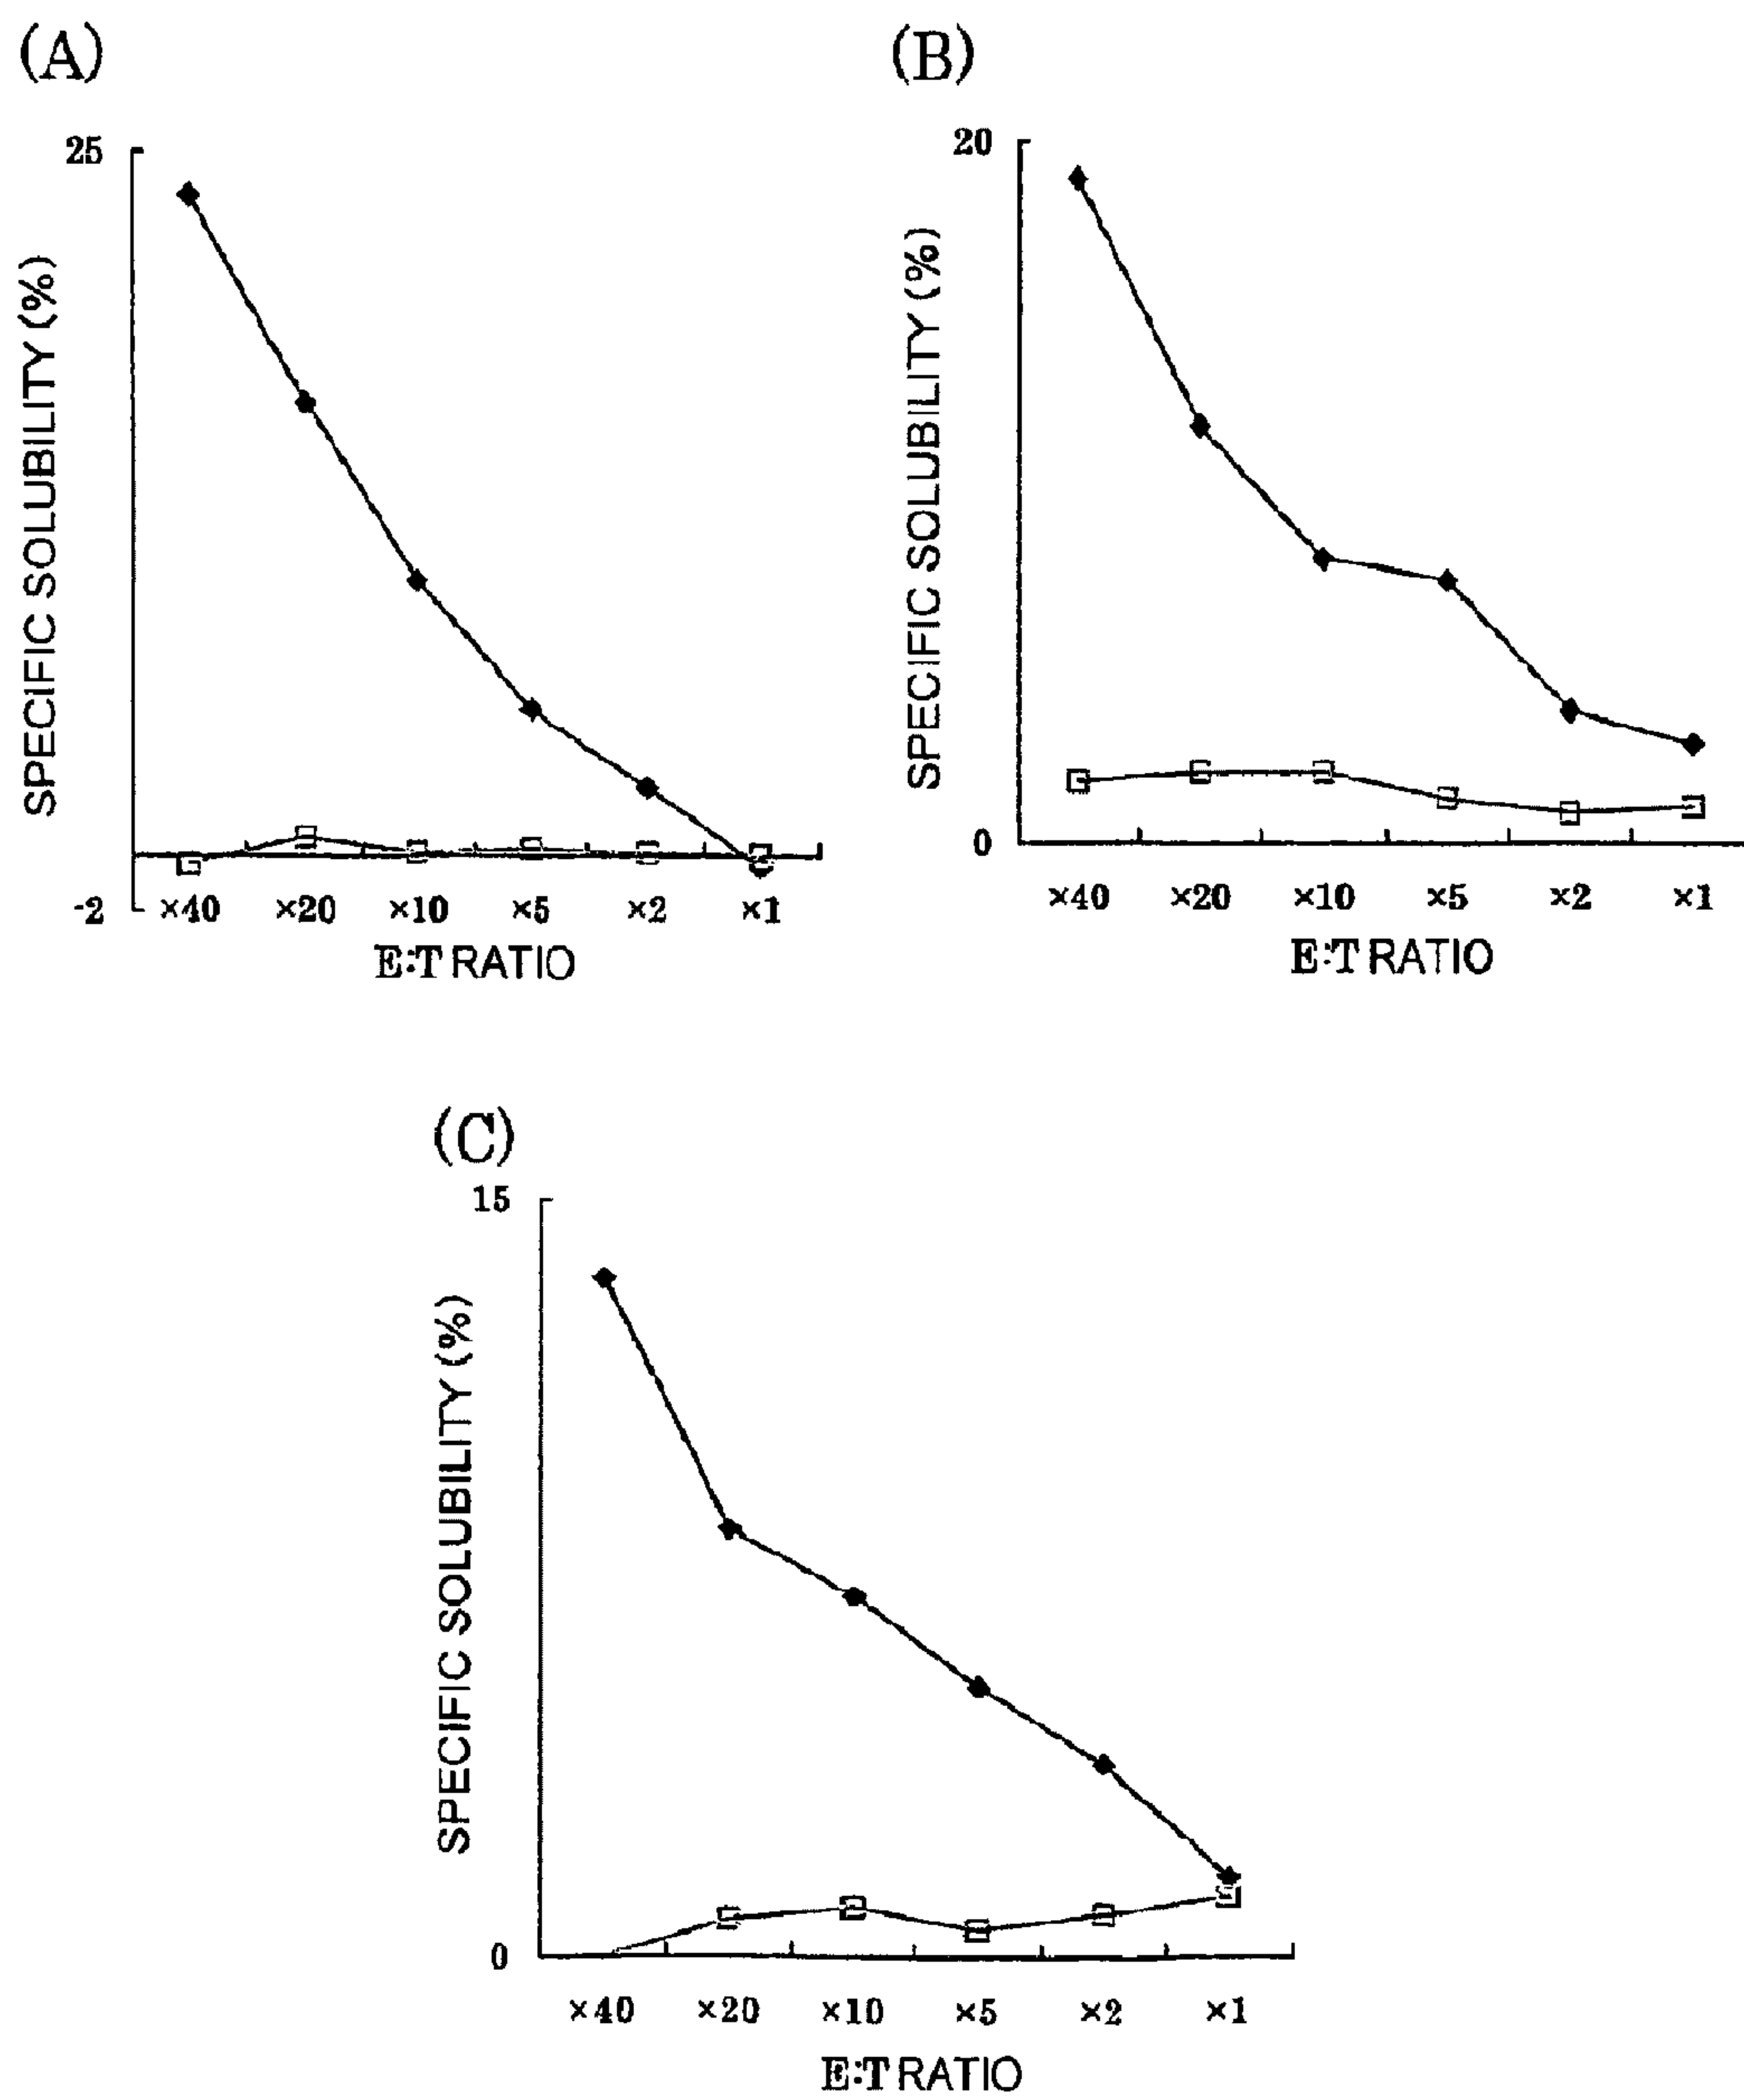 (A)
25
SPECIFIC SOLUBILITY (%)
-2
×40 ×20 ×10 ×5 ×2 ×1
E:T RATIO
(B)
20
SPECIFIC SOLUBILITY (%)
0
×40 ×20 ×10 ×5 ×2 ×1
E:T RATIO
(C)
15
SPECIFIC SOLUBILITY (%)
0
×40 ×20 ×10 ×5 ×2 ×1
E:T RATIO